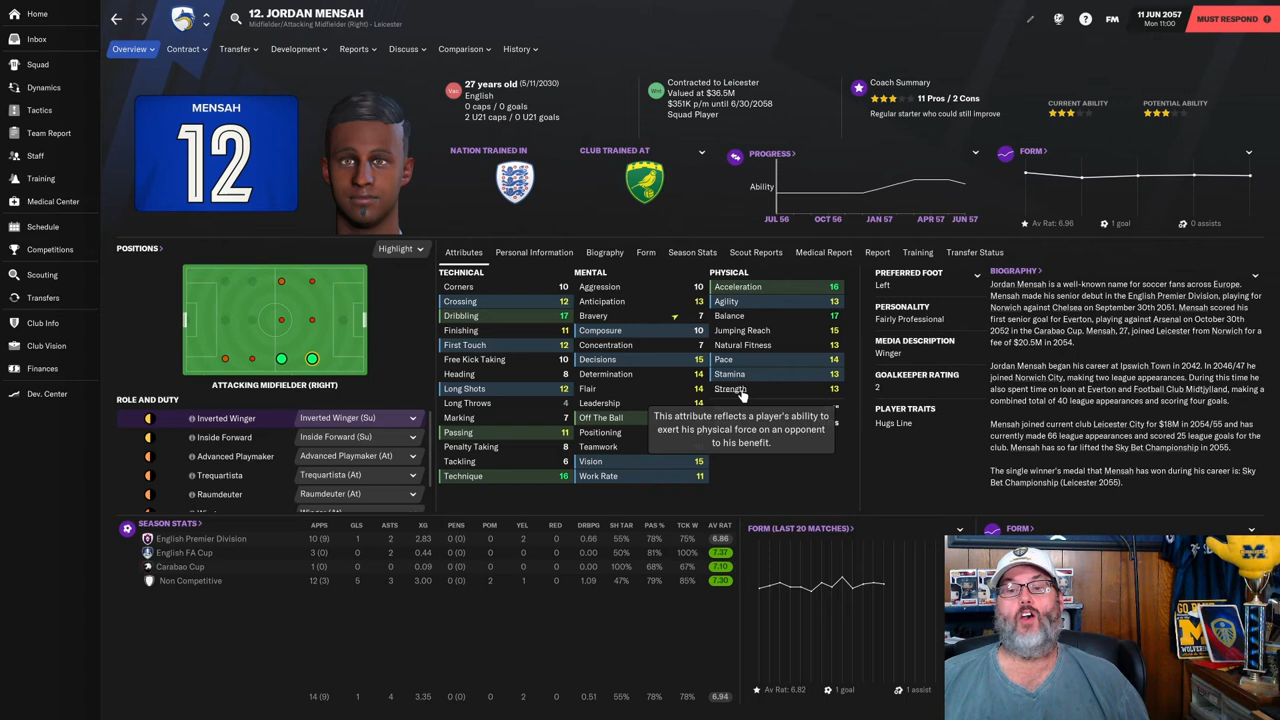 Home
Inbox
Squad
Dynamics
Tactics
Team Report
Staff
Training
Medical Center
Schedule
Competitions
Scouting
Transfers
Club Info
Club Vision
Finances
Dev. Center
12. JORDAN MENSAH
Midfielder/Attacking Midfielder (Right) - Leicester
FM
11 JUN 2057
Mon 11:00
MUST RESPOND
Overview
Contract
Transfer
Development
Reports
Discuss
Comparison
History
MENSAH
12
Vac
27 years old (5/11/2030)
English
0 caps / 0 goals
2 U21 caps / 0 U21 goals
Wnt
Contracted to Leicester
Valued at $36.5M
$351K p/m until 6/30/2058
Squad Player
Coach Summary
11 Pros / 2 Cons
Regular starter who could still improve
CURRENT ABILITY
POTENTIAL ABILITY
NATION TRAINED IN
CLUB TRAINED AT
PROGRESS
Ability
JUL 56 OCT 56 JAN 57 APR 57 JUN 57
FORM
Av Rat: 6.96 1 goal 0 assists
POSITIONS
Highlight
ATTACKING MIDFIELDER (RIGHT)
ROLE AND DUTY
Inverted Winger Inverted Winger (Su)
Inside Forward Inside Forward (Su)
Advanced Playmaker Advanced Playmaker (At)
Trequartista Trequartista (At)
Raumdeuter Raumdeuter (At)
Attributes Personal Information Biography Form Season Stats Scout Reports Medical Report Report Training Transfer Status
TECHNICAL
Corners 10
Crossing 12
Dribbling 17
Finishing 11
First Touch 12
Free Kick Taking 10
Heading 8
Long Shots 12
Long Throws 4
Marking 7
Passing 11
Penalty Taking 8
Tackling 6
Technique 16
MENTAL
Aggression 10
Anticipation 13
Bravery 7
Composure 10
Concentration 7
Decisions 15
Determination 14
Flair 14
Leadership 14
Off The Ball
Positioning
Teamwork
Vision 15
Work Rate 11
PHYSICAL
Acceleration 16
Agility 13
Balance 17
Jumping Reach 15
Natural Fitness 13
Pace 14
Stamina 13
Strength 13
This attribute reflects a player's ability to
exert his physical force on an opponent
to his benefit.
PREFERRED FOOT
Left
PERSONALITY
Fairly Professional
MEDIA DESCRIPTION
Winger
GOALKEEPER RATING
2
PLAYER TRAITS
Hugs Line
BIOGRAPHY
Jordan Mensah is a well-known name for soccer fans across Europe.
Mensah made his senior debut in the English Premier Division, playing for
Norwich against Chelsea on September 30th 2051. Mensah scored his
first senior goal for Everton, playing against Arsenal on October 30th
2052 in the Carabao Cup. Mensah, 27, joined Leicester from Norwich for a
fee of $20.5M in 2054.
Jordan Mensah began his career at Ipswich Town in 2042. In 2046/47 he
joined Norwich City, making two league appearances. During this time he
also spent time on loan at Everton and Football Club Midtjylland, making a
combined total of 40 league appearances and scoring four goals.
Mensah joined current club Leicester City for $18M in 2054/55 and has
currently made 66 league appearances and scored 25 league goals for the
club. Mensah has so far lifted the Sky Bet Championship in 2055.
The single winner's medal that Mensah has won during his career is: Sky
Bet Championship (Leicester 2055).
SEASON STATS APPS GLS ASTS XG PENS POM YEL RED DRBPG SH TAR PAS % TCK W AV RAT
English Premier Division 10 (9) 1 2 2.83 0 (0) 0 2 0 0.66 55% 78% 75% 6.86
English FA Cup 3 (0) 0 2 0.44 0 (0) 0 0 0 0.00 50% 81% 100% 7.37
Carabao Cup 1 (0) 0 0 0.09 0 (0) 0 0 0 0.00 100% 68% 67% 7.10
Non Competitive 12 (3) 5 3 3.00 0 (0) 2 1 0 1.09 47% 79% 85% 7.30
14 (9) 1 4 3.35 0 (0) 0 2 0 0.51 55% 78% 78% 6.94
FORM (LAST 20 MATCHES)
Av Rat: 6.82 1 goal 1 assist
FORM
GO BLUE
WOLVERINES